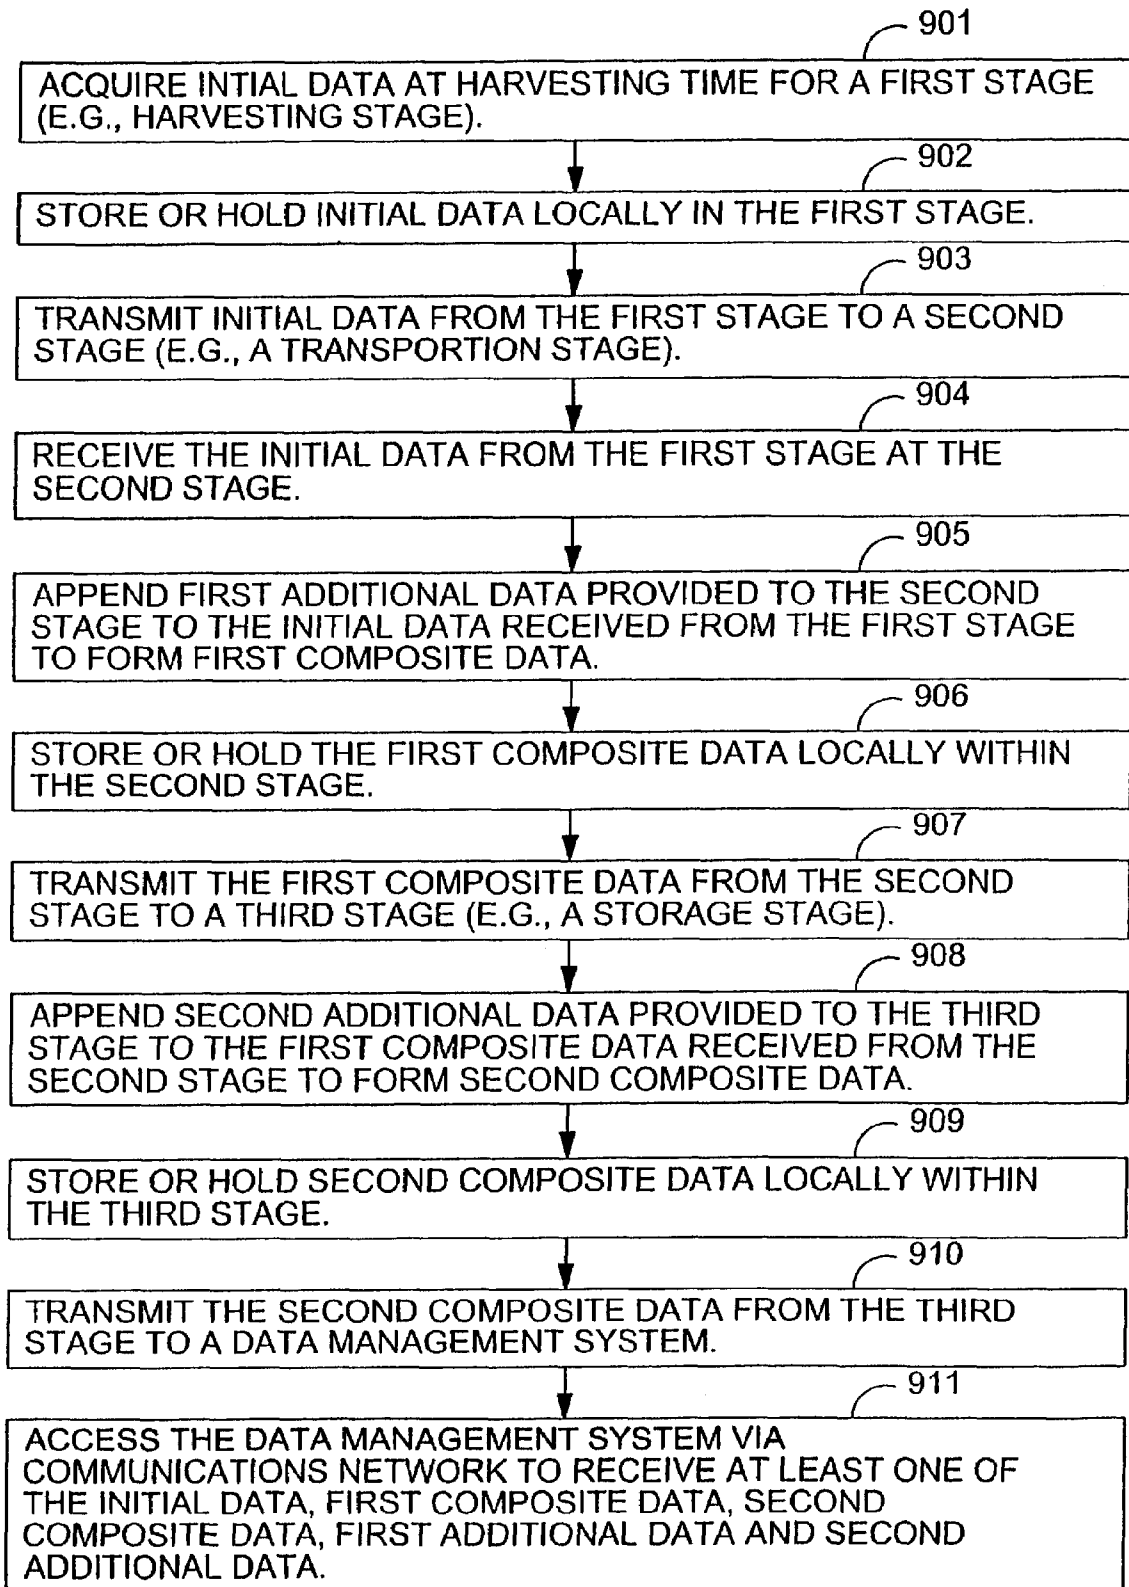 901
ACQUIRE INTIAL DATA AT HARVESTING TIME FOR A FIRST STAGE
(E.G., HARVESTING STAGE).
902
STORE OR HOLD INITIAL DATA LOCALLY IN THE FIRST STAGE.
903
TRANSMIT INITIAL DATA FROM THE FIRST STAGE TO A SECOND
STAGE (E.G., A TRANSPORTION STAGE).
904
RECEIVE THE INITIAL DATA FROM THE FIRST STAGE AT THE
SECOND STAGE.
905
APPEND FIRST ADDITIONAL DATA PROVIDED TO THE SECOND
STAGE TO THE INITIAL DATA RECEIVED FROM THE FIRST STAGE
TO FORM FIRST COMPOSITE DATA.
906
STORE OR HOLD THE FIRST COMPOSITE DATA LOCALLY WITHIN
THE SECOND STAGE.
907
TRANSMIT THE FIRST COMPOSITE DATA FROM THE SECOND
STAGE TO A THIRD STAGE (E.G., A STORAGE STAGE).
908
APPEND SECOND ADDITIONAL DATA PROVIDED TO THE THIRD
STAGE TO THE FIRST COMPOSITE DATA RECEIVED FROM THE
SECOND STAGE TO FORM SECOND COMPOSITE DATA.
909
STORE OR HOLD SECOND COMPOSITE DATA LOCALLY WITHIN
THE THIRD STAGE.
910
TRANSMIT THE SECOND COMPOSITE DATA FROM THE THIRD
STAGE TO A DATA MANAGEMENT SYSTEM.
911
ACCESS THE DATA MANAGEMENT SYSTEM VIA
COMMUNICATIONS NETWORK TO RECEIVE AT LEAST ONE OF
THE INITIAL DATA, FIRST COMPOSITE DATA, SECOND
COMPOSITE DATA, FIRST ADDITIONAL DATA AND SECOND
ADDITIONAL DATA.